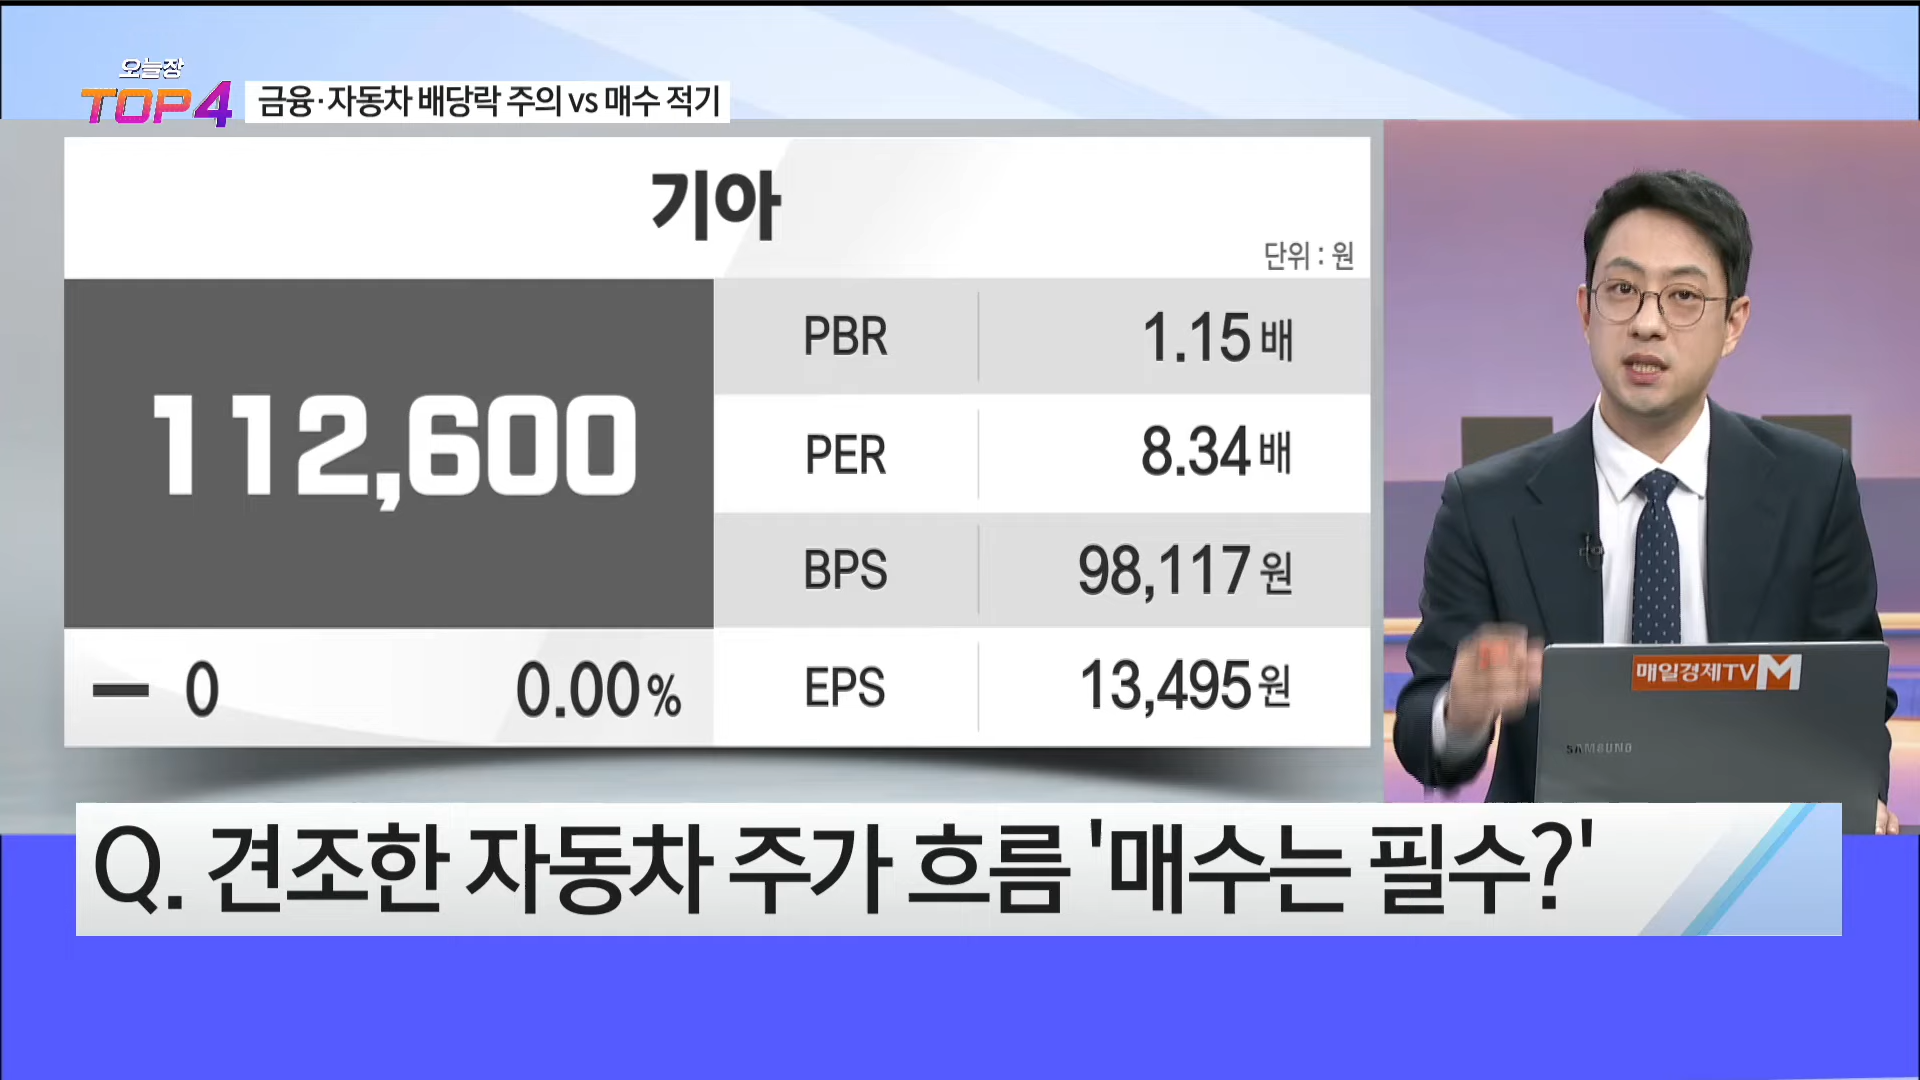 오늘장
TOP4
금융·자동차 배당락 주의 vs 매수 적기
기아
단위 : 원
112,600
0 0.00%
PBR 1.15 배
PER 8.34 배
BPS 98,117 원
EPS 13,495 원
매일경제TV M
SAMSUNG
Q. 견조한 자동차 주가 흐름 '매수는 필수?'